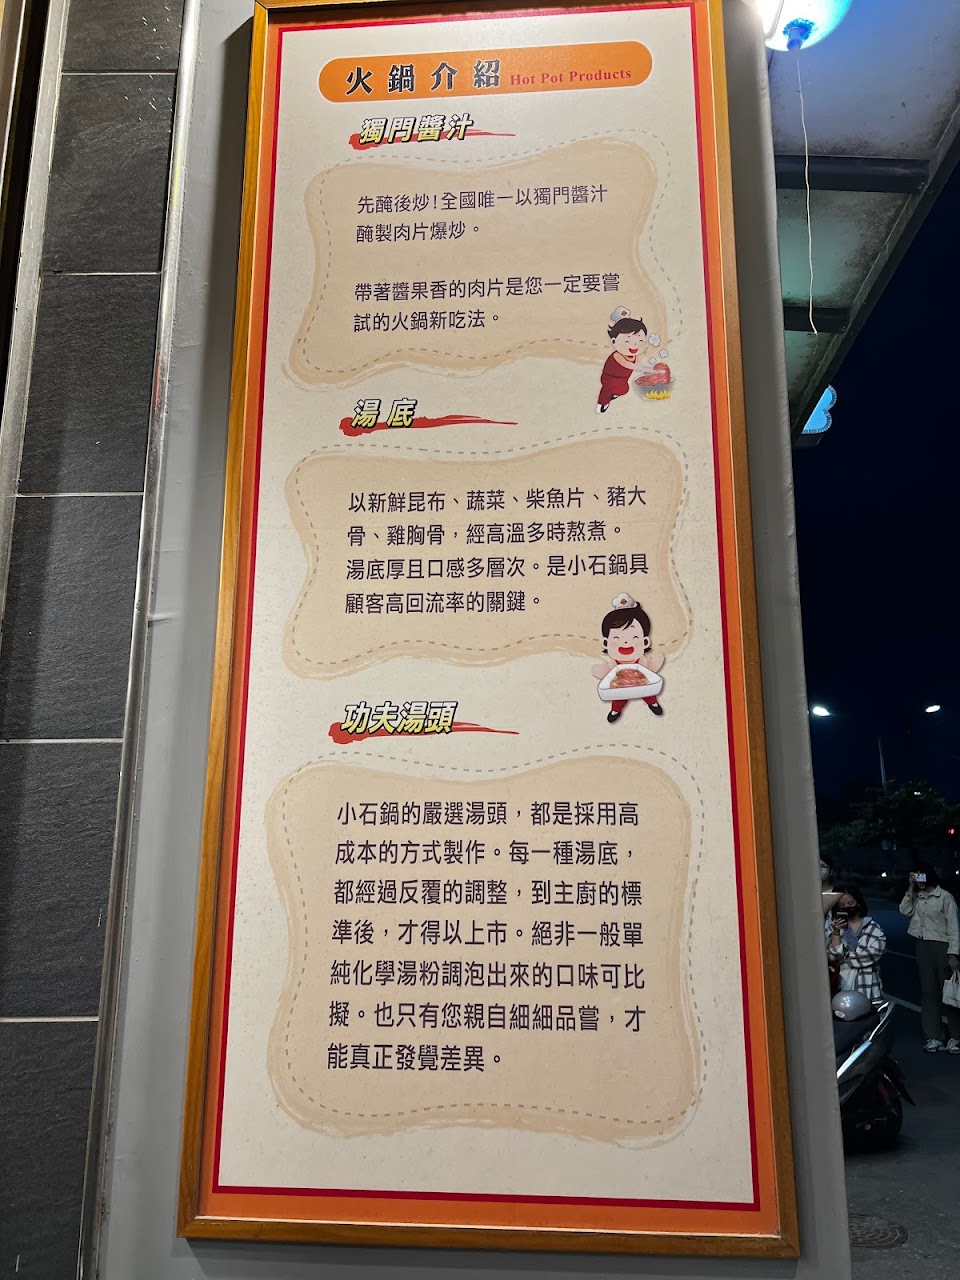 火鍋介紹 Hot Pot Products
獨門醬汁
先醃後炒!全國唯一以獨門醬汁
醃製肉片爆炒。
帶著醬果香的肉片是您一定要嘗
試的火鍋新吃法。
湯底
以新鮮昆布、蔬菜、柴魚片、豬大
骨、雞胸骨，經高溫多時熬煮。
湯底厚且口感多層次。是小石鍋具
顧客高回流率的關鍵。
功夫湯頭
小石鍋的嚴選湯頭，都是採用高
成本的方式製作。每一種湯底，
都經過反覆的調整，到主廚的標
準後，才得以上市。絕非一般單
純化學湯粉調泡出來的口味可比
擬。也只有您親自細細品嘗，才
能真正發覺差異。